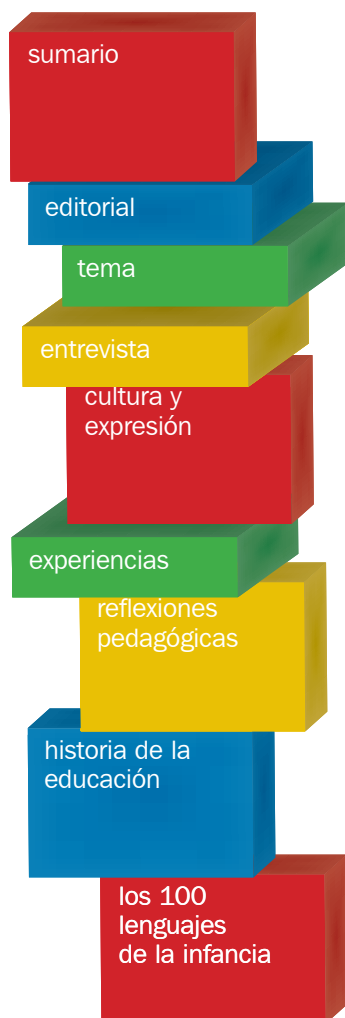 sumario
editorial
tema
entrevista
cultura y
expresión
experiencias
reflexiones
pedagógicas
historia de la
educación
los 100
lenguajes
de la infancia